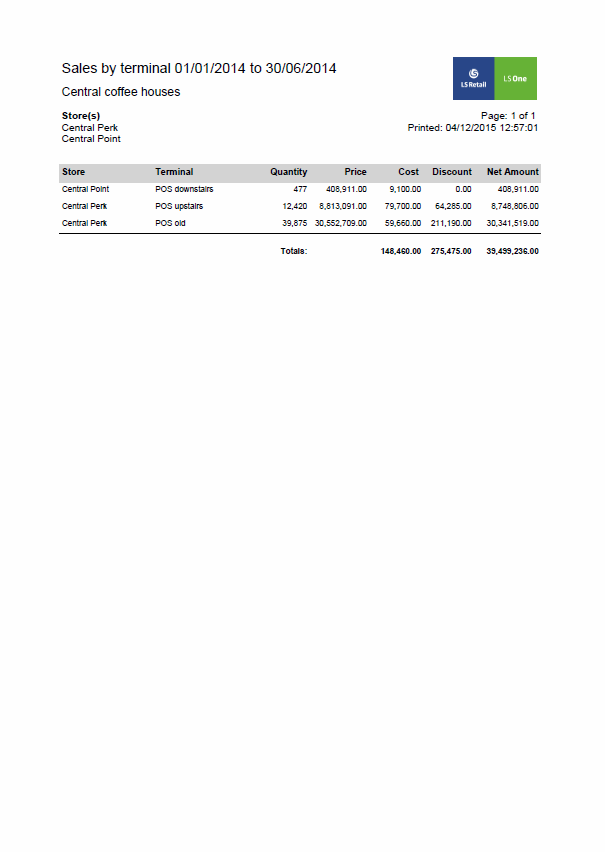 Sales by terminal 01/01/2014 to 30/06/2014
Central coffee houses
LS Retail LS One
Store(s) Page: 1 of 1
Central Perk Printed: 04/12/2015 12:57:01
Central Point
Store Terminal Quantity Price Cost Discount Net Amount
Central Point POS downstairs 477 408,911.00 9,100.00 0.00 408,911.00
Central Perk POS upstairs 12,420 8,813,091.00 79,700.00 64,285.00 8,748,806.00
Central Perk POS old 39,875 30,552,709.00 59,660.00 211,190.00 30,341,519.00
Totals: 148,460.00 275,475.00 39,499,236.00